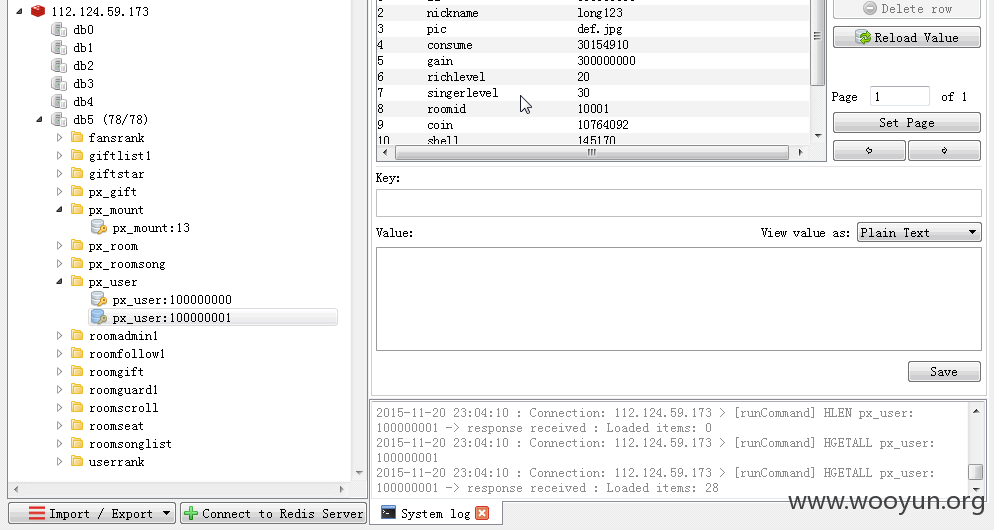 112.124.59.173
db0
db1
db2
db3
db4
db5 (78/78)
fansrank
giftlist1
giftstar
px_gift
px_mount
px_mount:13
px_room
px_roomsong
px_user
px_user:100000000
px_user:100000001
roomadmin1
roomfollow1
roomgift
roomguard1
roomscroll
roomseat
roomsonglist
userrank
Import / Export
Connect to Redis Server
2 nickname long123
3 pic def.jpg
4 consume 30154910
5 gain 300000000
6 richlevel 20
7 singerlevel 30
8 roomid 10001
9 coin 10764092
10 shell 145170
Delete row
Reload Value
Page 1 of 1
Set Page
Key:
Value:
View value as: Plain Text
Save
2015-11-20 23:04:10 : Connection: 112.124.59.173 > [runCommand] HLEN px_user:
100000001 -> response received : Loaded items: 0
2015-11-20 23:04:10 : Connection: 112.124.59.173 > [runCommand] HGETALL px_user:
100000001
2015-11-20 23:04:10 : Connection: 112.124.59.173 > [runCommand] HGETALL px_user:
100000001 -> response received : Loaded items: 28
System log
www.wooyun.org